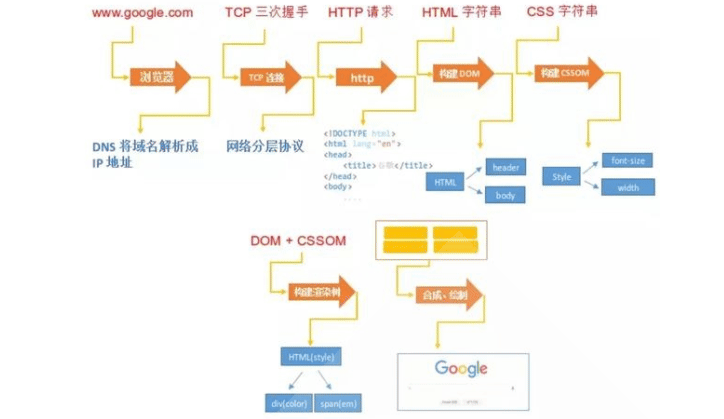 www.google.com
TCP 三次握手
HTTP 请求
HTML 字符串
CSS 字符串
浏览器
TCP 连接
http
构建 DOM
构建 CSSOM
DNS 将域名解析成
IP 地址
网络分层协议
<!DOCTYPE html>
<html lang="en">
<head>
<title>谷歌</title>
</head>
<body>
....
HTML
header
body
Style
font-size
width
DOM + CSSOM
构建渲染树
合成、绘制
HTML(style)
div(color)
span(em)
Google